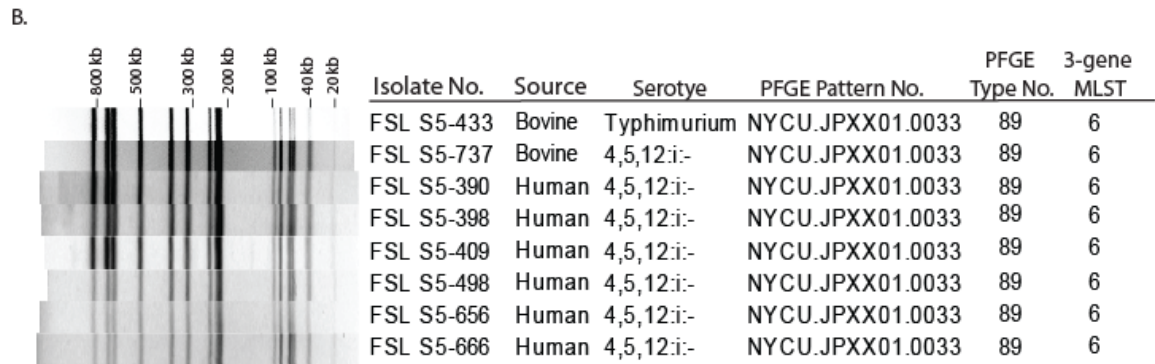 B.
800 kb 500 kb 300 kb 200 kb 100 kb 40 kb 20 kb
PFGE 3-gene
Isolate No. Source Serotye PFGE Pattern No. Type No. MLST
FSL S5-433 Bovine Typhimurium NYCU.JPXX01.0033 89 6
FSL S5-737 Bovine 4,5,12:i:- NYCU.JPXX01.0033 89 6
FSL S5-390 Human 4,5,12:i:- NYCU.JPXX01.0033 89 6
FSL S5-398 Human 4,5,12:i:- NYCU.JPXX01.0033 89 6
FSL S5-409 Human 4,5,12:i:- NYCU.JPXX01.0033 89 6
FSL S5-498 Human 4,5,12:i:- NYCU.JPXX01.0033 89 6
FSL S5-656 Human 4,5,12:i:- NYCU.JPXX01.0033 89 6
FSL S5-666 Human 4,5,12:i:- NYCU.JPXX01.0033 89 6